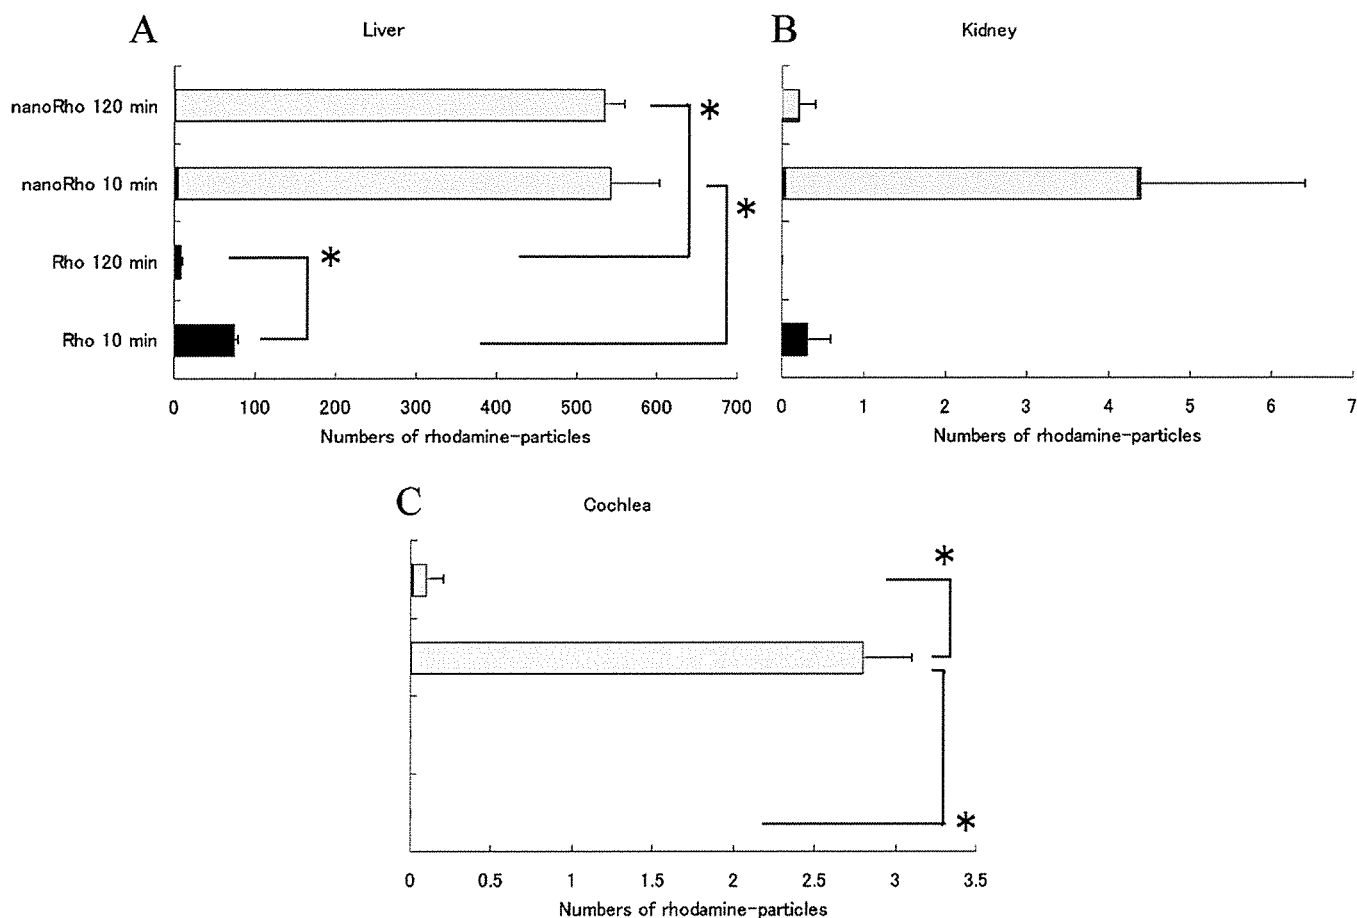 A
Liver
nanoRho 120 min
nanoRho 10 min
Rho 120 min
Rho 10 min
*
*
*
0 100 200 300 400 500 600 700
Numbers of rhodamine-particles
B
Kidney
0 1 2 3 4 5 6 7
Numbers of rhodamine-particles
C
Cochlea
*
*
0 0.5 1 1.5 2 2.5 3 3.5
Numbers of rhodamine-particles